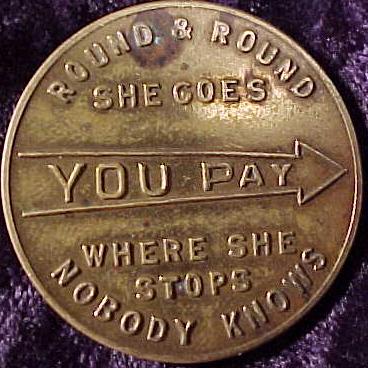 ROUND & ROUND
SHE GOES
YOU PAY
WHERE SHE
STOPS
NOBODY KNOWS